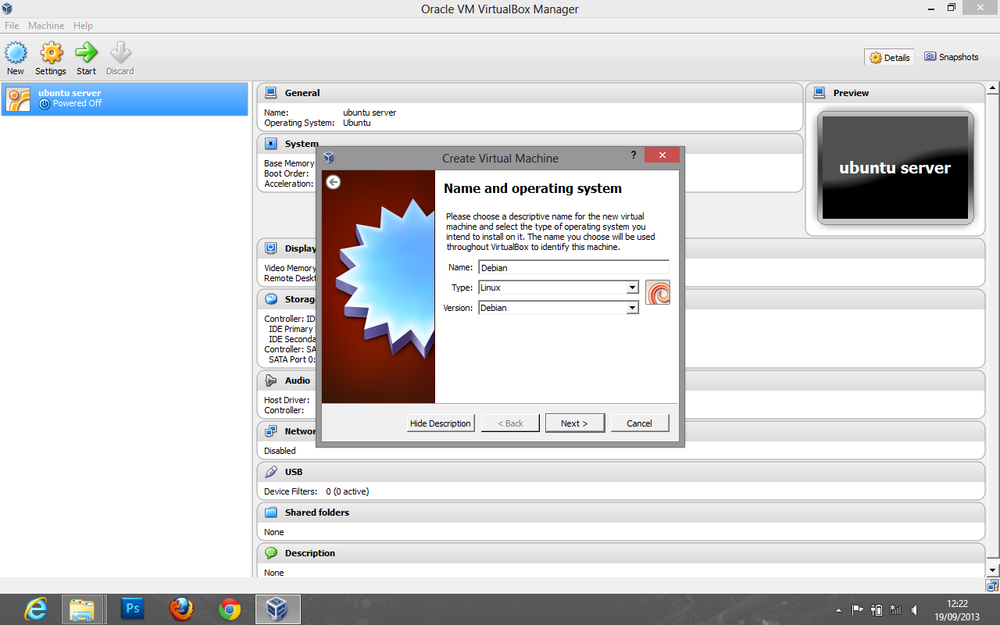 Oracle VM VirtualBox Manager
File Machine Help
New Settings Start Discard
Details Snapshots
ubuntu server
Powered Off
General
Name: ubuntu server
Operating System: Ubuntu
Preview
ubuntu server
System
Base Memory
Boot Order:
Acceleration:
Display
Video Memory
Remote Deskt
Storag
Controller: ID
IDE Primary
IDE Seconda
Controller: SA
SATA Port 0:
Audio
Host Driver:
Controller:
Networ
Disabled
USB
Device Filters: 0 (0 active)
Shared folders
None
Description
None
Create Virtual Machine
?
Name and operating system
Please choose a descriptive name for the new virtual
machine and select the type of operating system you
intend to install on it. The name you choose will be used
throughout VirtualBox to identify this machine.
Name: Debian
Type: Linux
Version: Debian
Hide Description < Back Next > Cancel
Ps
12:22
19/09/2013